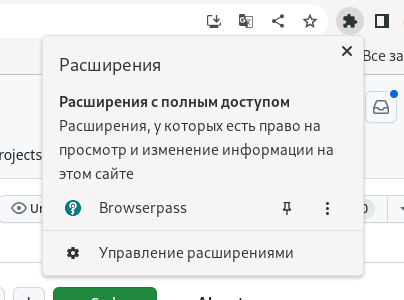 Расширения
Все за
Расширения с полным доступом
Расширения, у которых есть право на
просмотр и изменение информации на
этом сайте
rojects
Browserpass
Управление расширениями